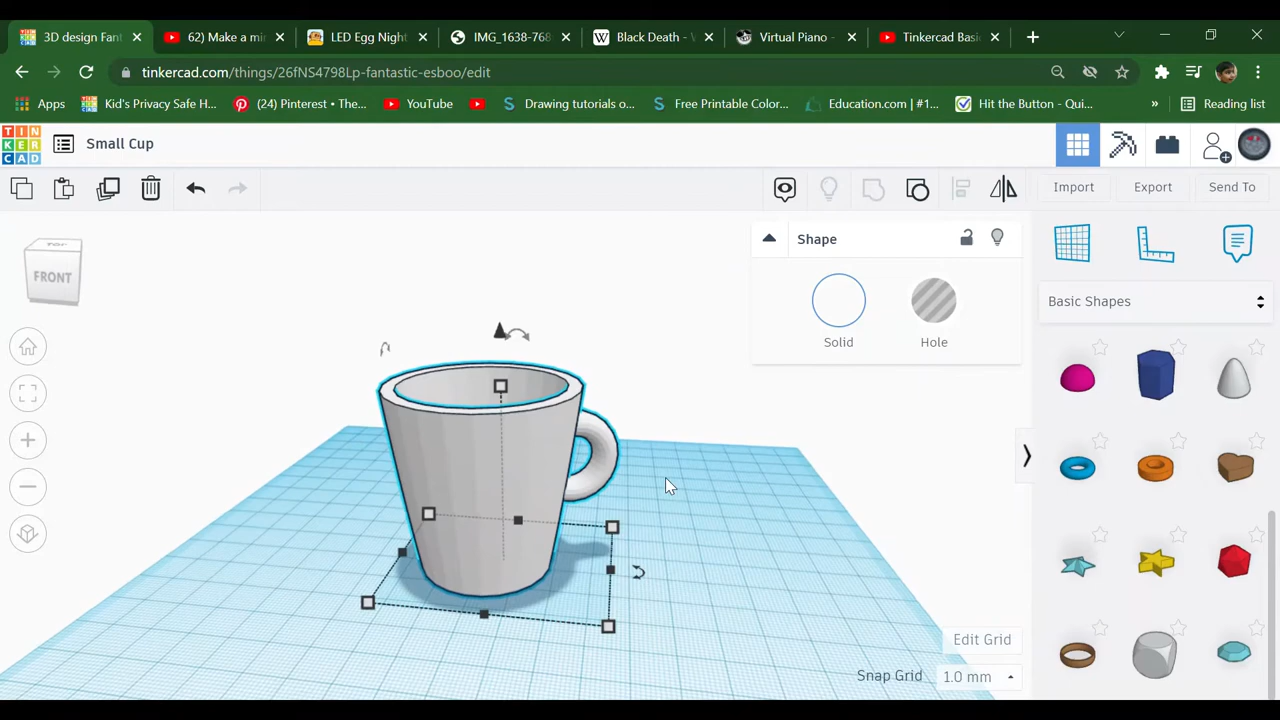 3D design Fant
62) Make a mi
LED Egg Night
IMG_1638-768
Black Death - W
Virtual Piano -
Tinkercad Basic
tinkercad.com/things/26fNS4798Lp-fantastic-esboo/edit
Apps
Kid's Privacy Safe H...
(24) Pinterest • The...
YouTube
Drawing tutorials o...
Free Printable Color...
Education.com | #1...
Hit the Button - Qui...
»
Reading list
TIN
KER
CAD
Small Cup
Import
Export
Send To
TOP
FRONT
Shape
Solid
Hole
Basic Shapes
Edit Grid
Snap Grid
1.0 mm